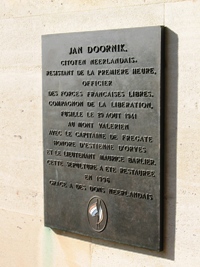 JAN DOORNIK.
CITOYEN NEERLANDAIS.
RESISTANT DE LA PREMIERE HEURE,
OFFICIER
DES FORCES FRANÇAISES LIBRES.
COMPAGNON DE LA LIBERATION,
FUSILLE LE 29 AOUT 1941
AU MONT VALERIEN
AVEC LE CAPITAINE DE FREGATE
HONORE D'ESTIENNE D'ORVES
ET LE LIEUTENANT MAURICE BARLIER.
CETTE SEPULTURE A ETE RESTAUREE
EN 1996
GRACE A DES DONS NEERLANDAIS